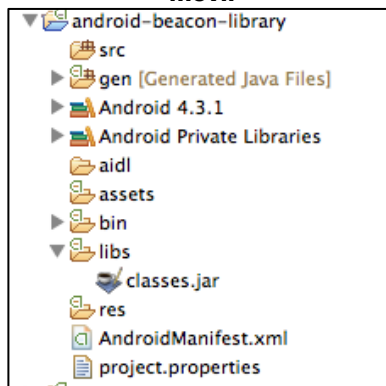 android-beacon-library
src
gen [Generated Java Files]
Android 4.3.1
Android Private Libraries
aidl
assets
bin
libs
classes.jar
res
AndroidManifest.xml
project.properties